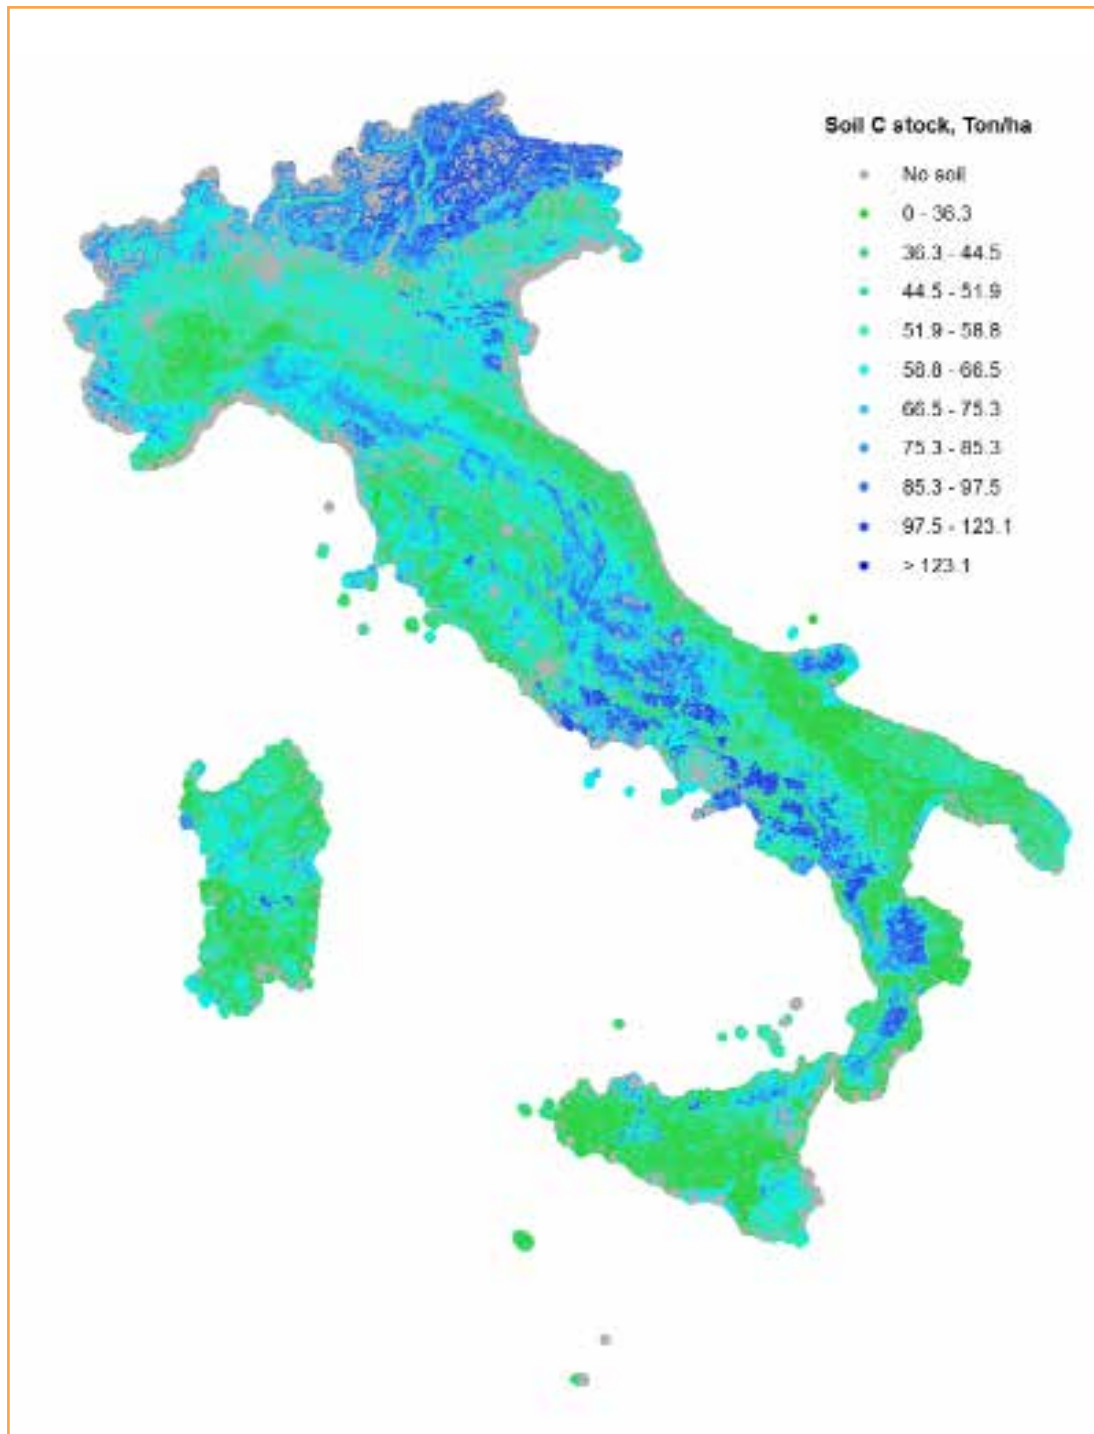 Soil C stock, Ton/ha
No soil
0 - 36.3
36.3 - 44.5
44.5 - 51.9
51.9 - 58.8
58.8 - 66.5
66.5 - 75.3
75.3 - 85.3
85.3 - 97.5
97.5 - 123.1
> 123.1